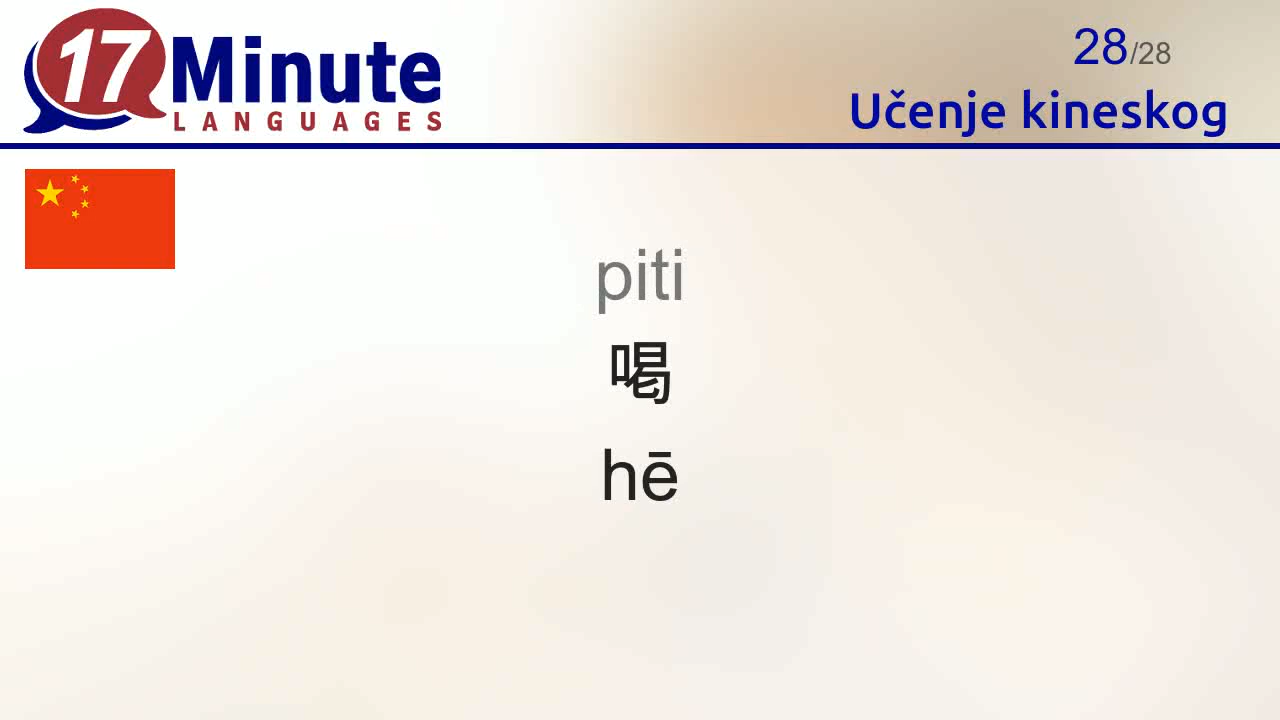 17 Minute
LANGUAGES
28/28
Učenje kineskog
piti
喝
hē